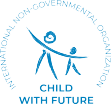 INTERNATIONAL NON-GOVERNMENTAL ORGANIZATION
CHILD
WITH FUTURE